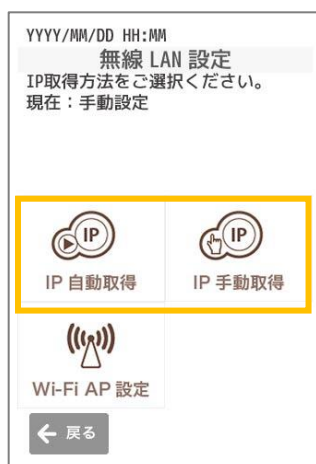 YYYY/MM/DD HH:MM
無線 LAN 設定
IP取得方法をご選択ください。
現在：手動設定
IP IP
IP 自動取得 IP 手動取得
Wi-Fi AP 設定
戻る